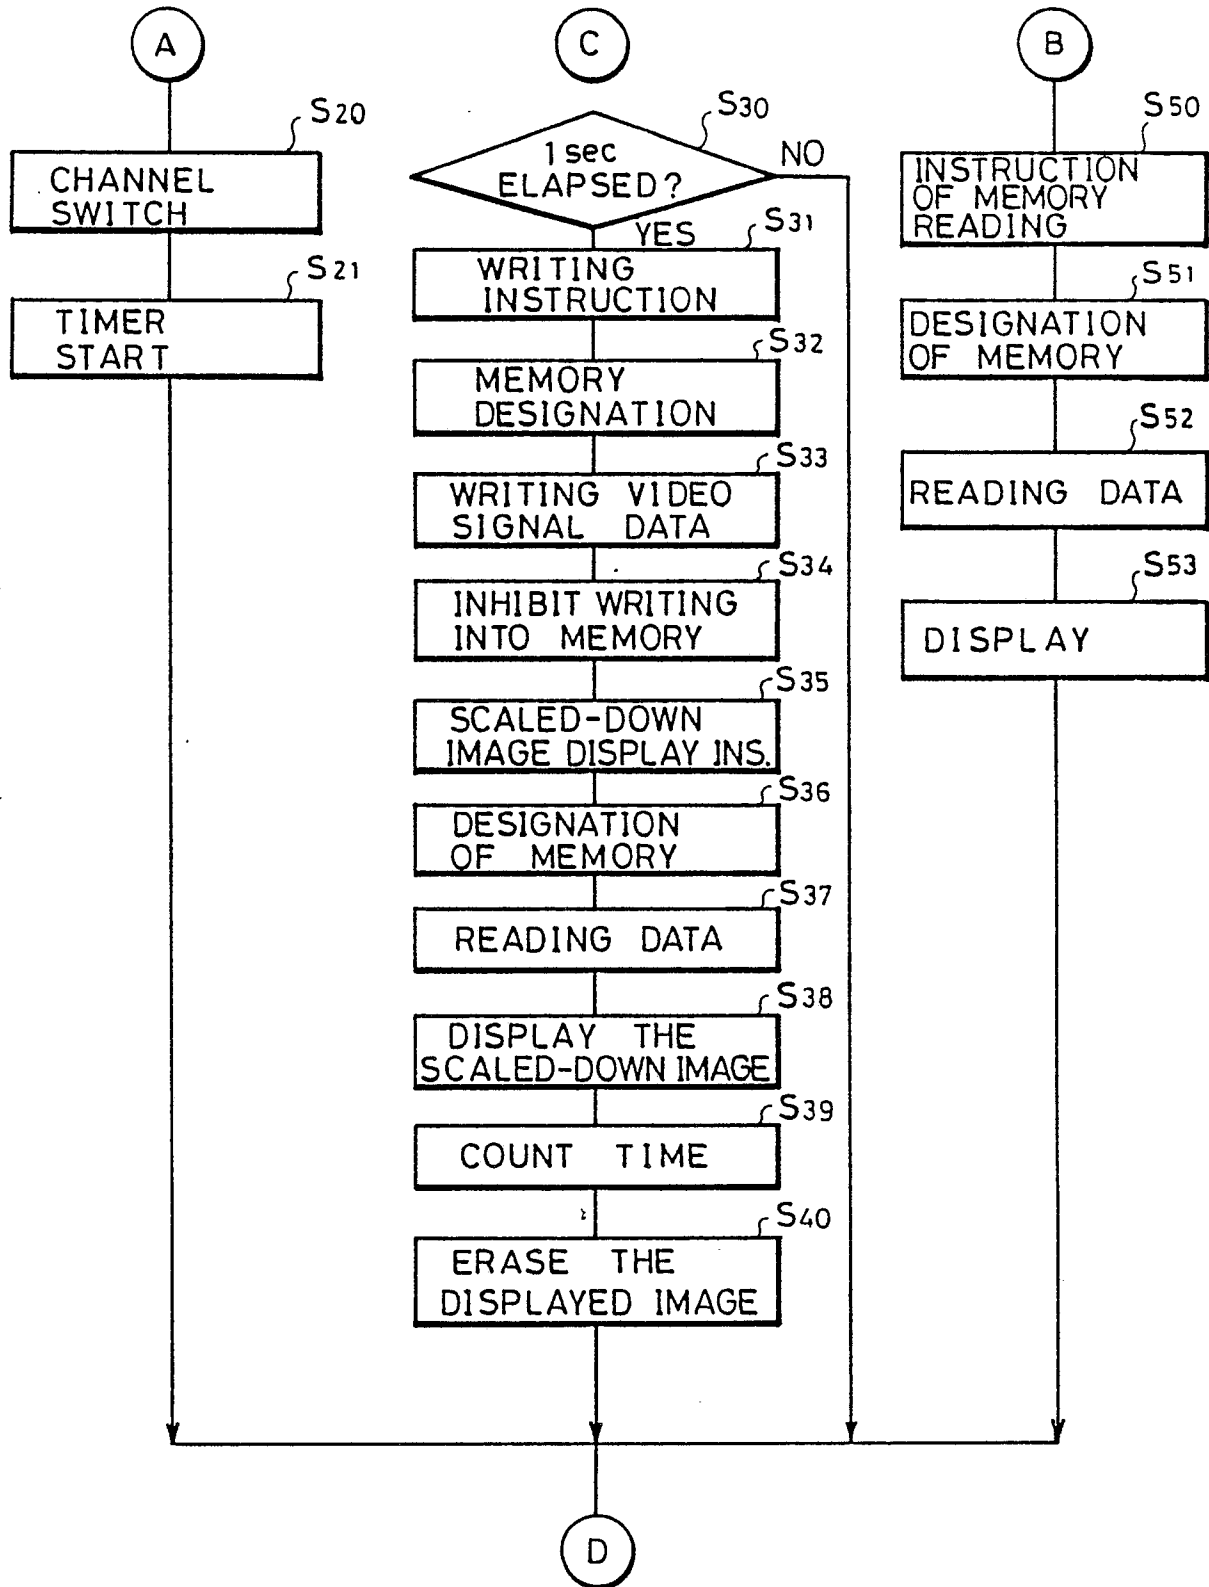 A
C
B
S20
CHANNEL
SWITCH
S21
TIMER
START
S30
1sec
ELAPSED?
NO
YES
S31
WRITING
INSTRUCTION
S32
MEMORY
DESIGNATION
S33
WRITING VIDEO
SIGNAL DATA
S34
INHIBIT WRITING
INTO MEMORY
S35
SCALED-DOWN
IMAGE DISPLAY INS.
S36
DESIGNATION
OF MEMORY
S37
READING DATA
S38
DISPLAY THE
SCALED-DOWN IMAGE
S39
COUNT TIME
S40
ERASE THE
DISPLAYED IMAGE
S50
INSTRUCTION
OF MEMORY
READING
S51
DESIGNATION
OF MEMORY
S52
READING DATA
S53
DISPLAY
D